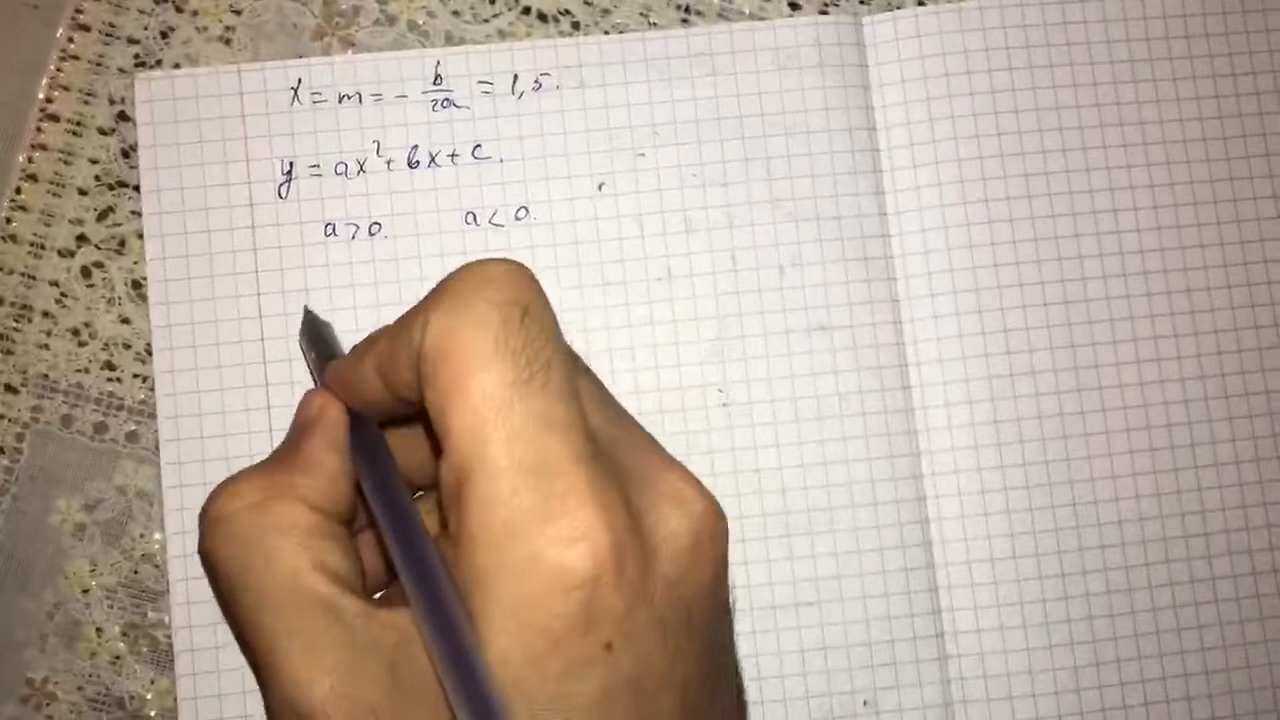 x = m = - b/2a = 1,5.
y = ax² + bx + c.
a > 0. a < 0.